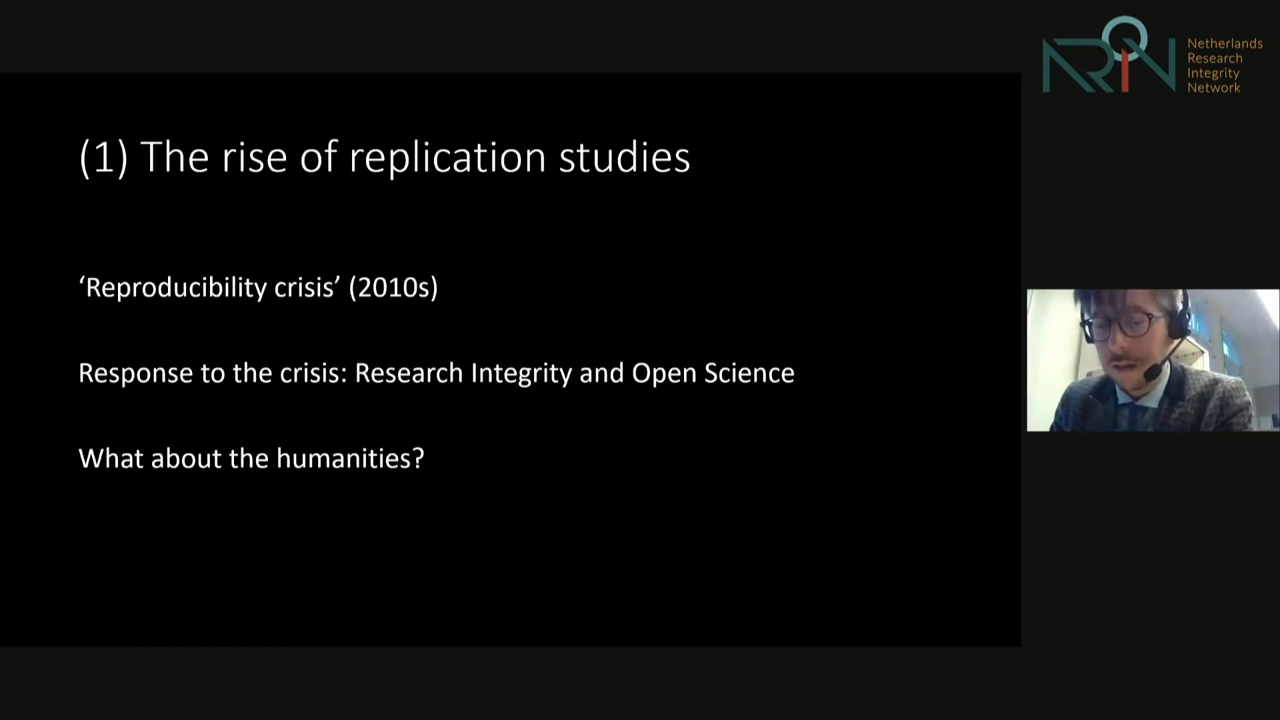 (1) The rise of replication studies
‘Reproducibility crisis’ (2010s)
Response to the crisis: Research Integrity and Open Science
What about the humanities?
NRIN
Netherlands
Research
Integrity
Network